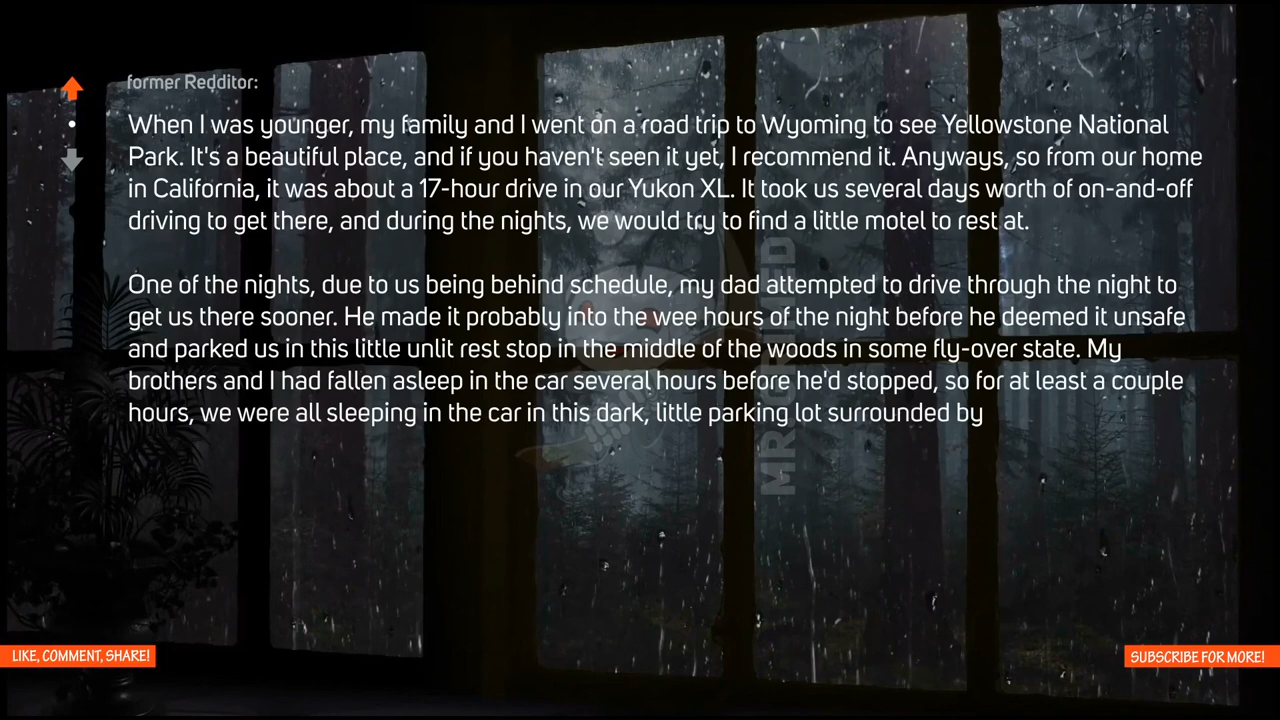 former Redditor:
When I was younger, my family and I went on a road trip to Wyoming to see Yellowstone National
Park. It's a beautiful place, and if you haven't seen it yet, I recommend it. Anyways, so from our home
in California, it was about a 17-hour drive in our Yukon XL. It took us several days worth of on-and-off
driving to get there, and during the nights, we would try to find a little motel to rest at.
One of the nights, due to us being behind schedule, my dad attempted to drive through the night to
get us there sooner. He made it probably into the wee hours of the night before he deemed it unsafe
and parked us in this little unlit rest stop in the middle of the woods in some fly-over state. My
brothers and I had fallen asleep in the car several hours before he'd stopped, so for at least a couple
hours, we were all sleeping in the car in this dark, little parking lot surrounded by
LIKE, COMMENT, SHARE!
SUBSCRIBE FOR MORE!